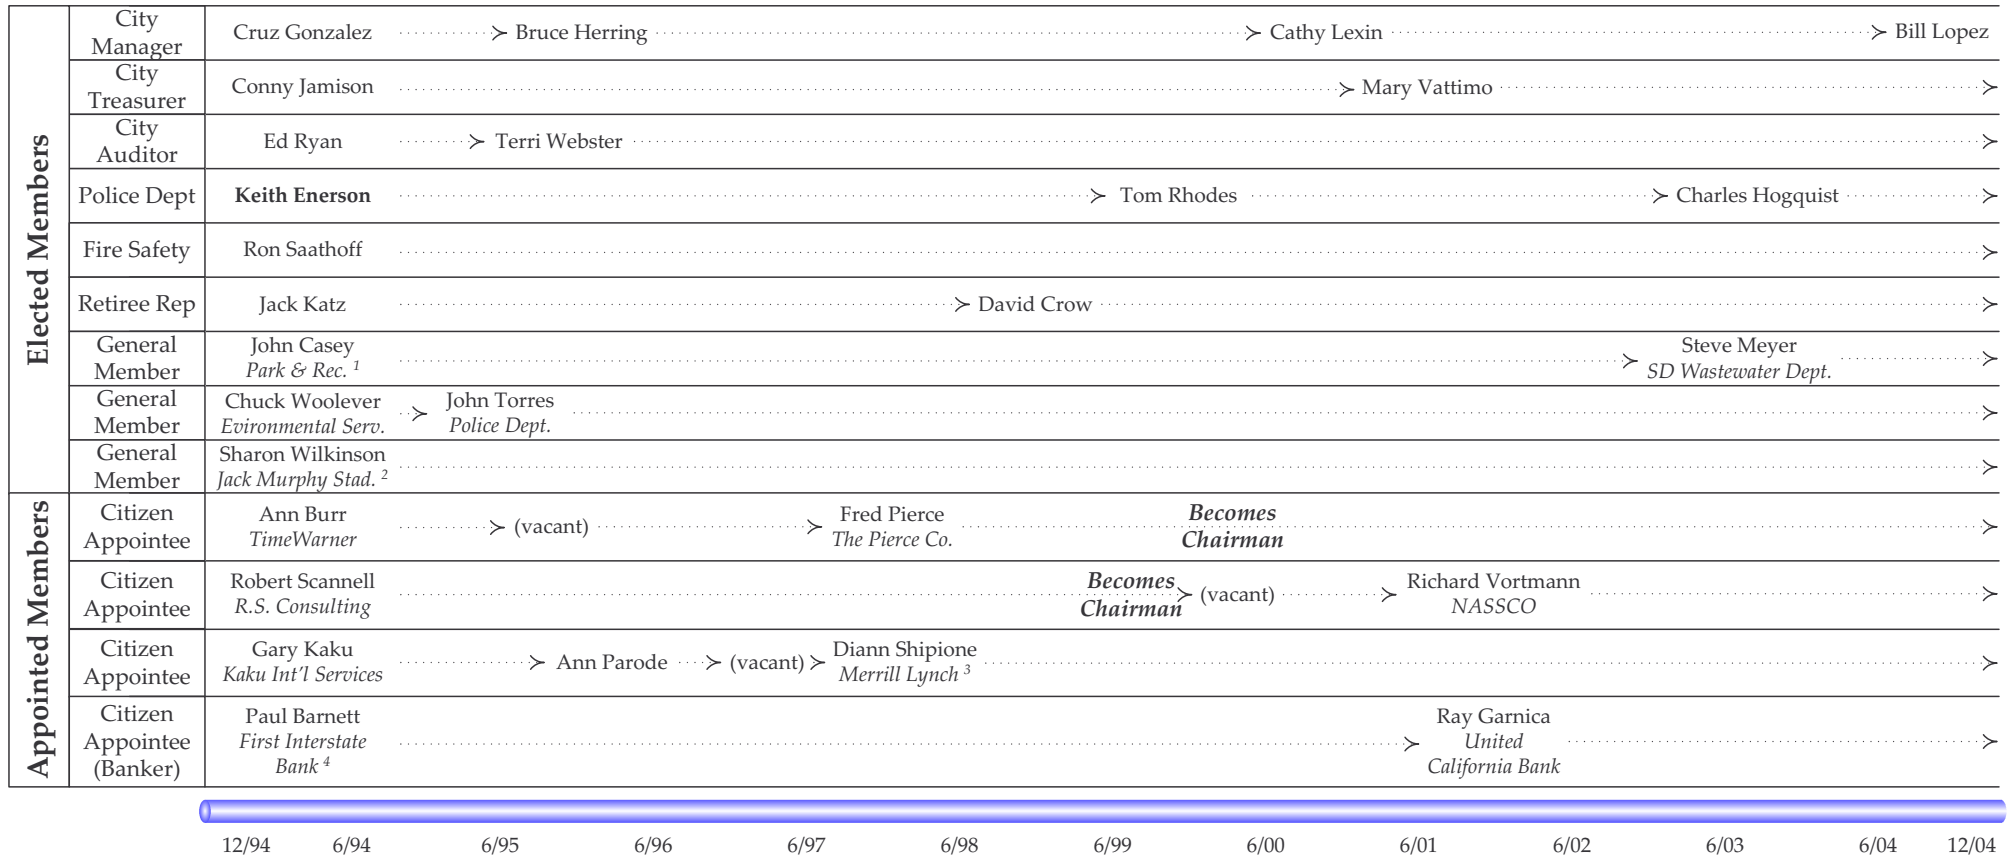 Elected Members
City
Manager
Cruz Gonzalez
Bruce Herring
Cathy Lexin
Bill Lopez
City
Treasurer
Conny Jamison
Mary Vattimo
City
Auditor
Ed Ryan
Terri Webster
Police Dept
Keith Enerson
Tom Rhodes
Charles Hogquist
Fire Safety
Ron Saathoff
Retiree Rep
Jack Katz
David Crow
General
Member
John Casey
Park & Rec. 1
Steve Meyer
SD Wastewater Dept.
General
Member
Chuck Woolever
Evironmental Serv.
John Torres
Police Dept.
General
Member
Sharon Wilkinson
Jack Murphy Stad. 2
Appointed Members
Citizen
Appointee
Ann Burr
TimeWarner
(vacant)
Fred Pierce
The Pierce Co.
Becomes
Chairman
Citizen
Appointee
Robert Scannell
R.S. Consulting
Becomes
Chairman
(vacant)
Richard Vortmann
NASSCO
Citizen
Appointee
Gary Kaku
Kaku Int'l Services
Ann Parode
(vacant)
Diann Shipione
Merrill Lynch 3
Citizen
Appointee
(Banker)
Paul Barnett
First Interstate
Bank 4
Ray Garnica
United
California Bank
12/94 6/94 6/95 6/96 6/97 6/98 6/99 6/00 6/01 6/02 6/03 6/04 12/04